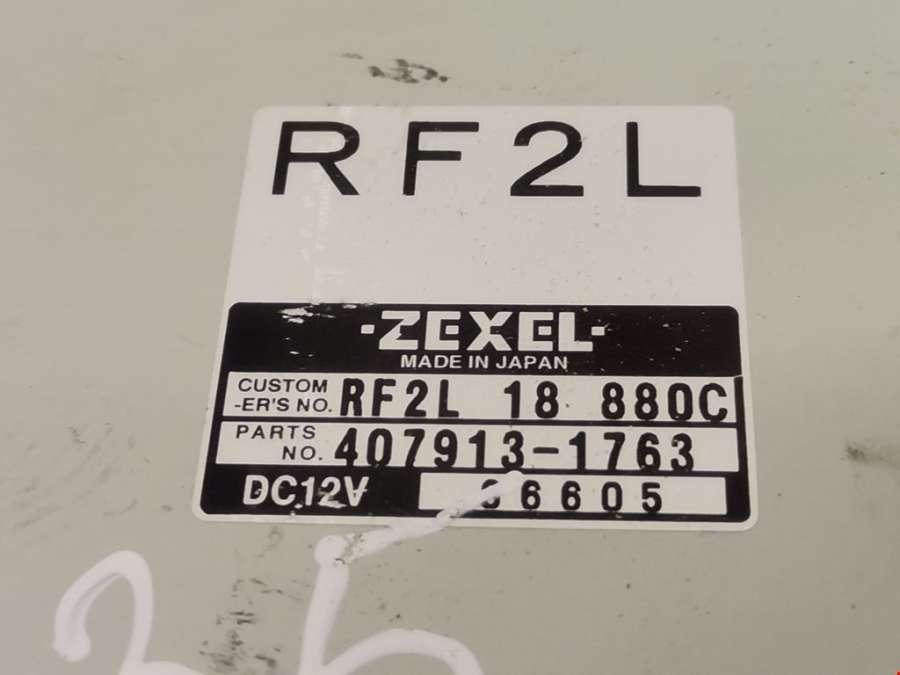 RF2L
·ZEXEL·
MADE IN JAPAN
CUSTOM
-ER'S NO. RF2L 18 880C
PARTS
NO. 407913-1763
DC12V